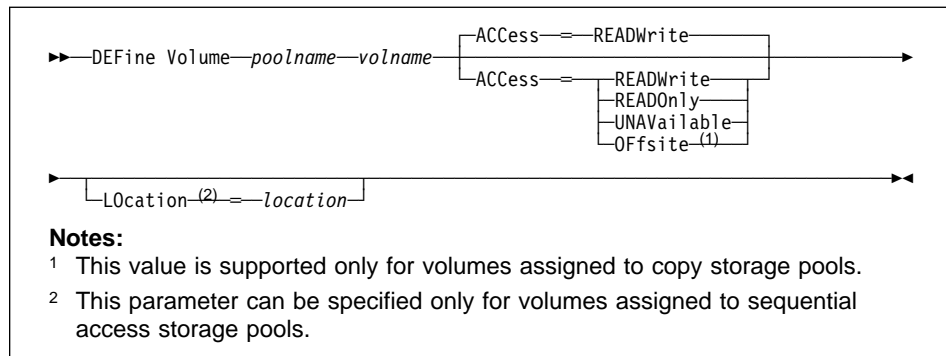 ACCess = READWrite
DEFine Volume poolname volname
ACCess = READWrite
READOnly
UNAVailable
OFfsite (1)
LOcation (2) = location
Notes:
1 This value is supported only for volumes assigned to copy storage pools.
2 This parameter can be specified only for volumes assigned to sequential
access storage pools.